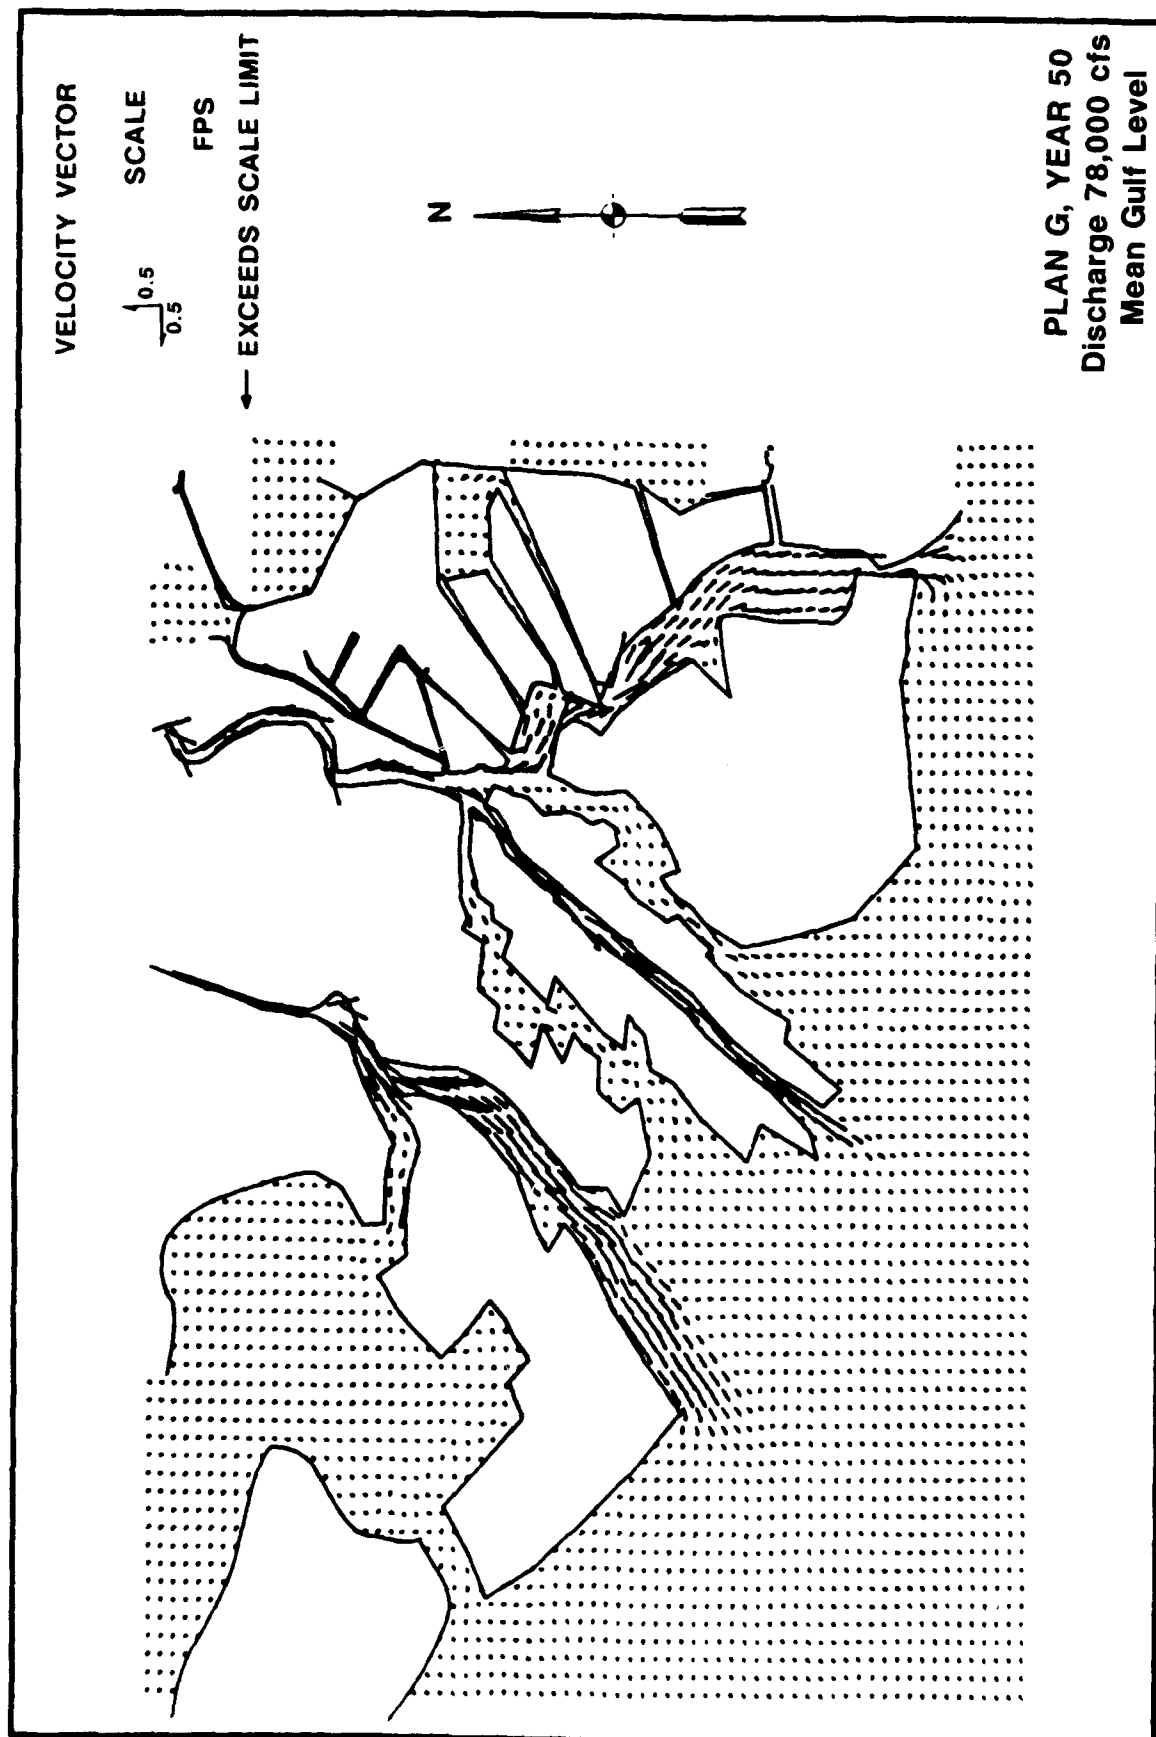 VELOCITY VECTOR
SCALE
0.5
0.5
FPS
EXCEEDS SCALE LIMIT
N
PLAN G, YEAR 50
Discharge 78,000 cfs
Mean Gulf Level